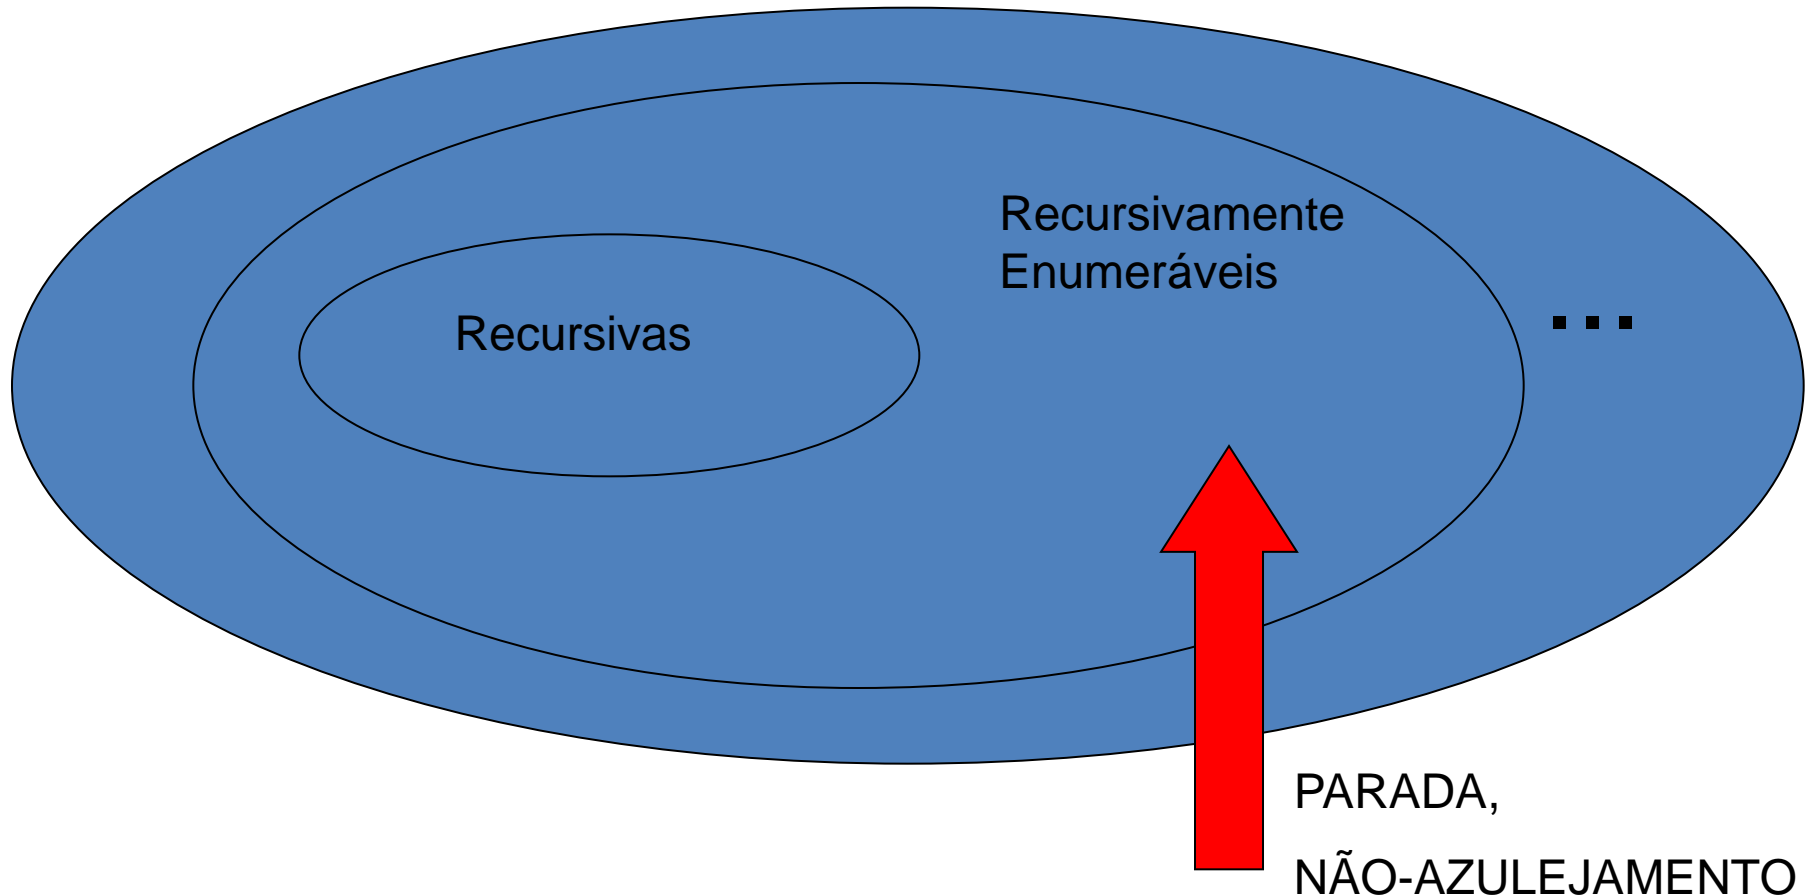 Recursivamente
Enumeráveis
Recursivas
...
PARADA,
NÃO-AZULEJAMENTO